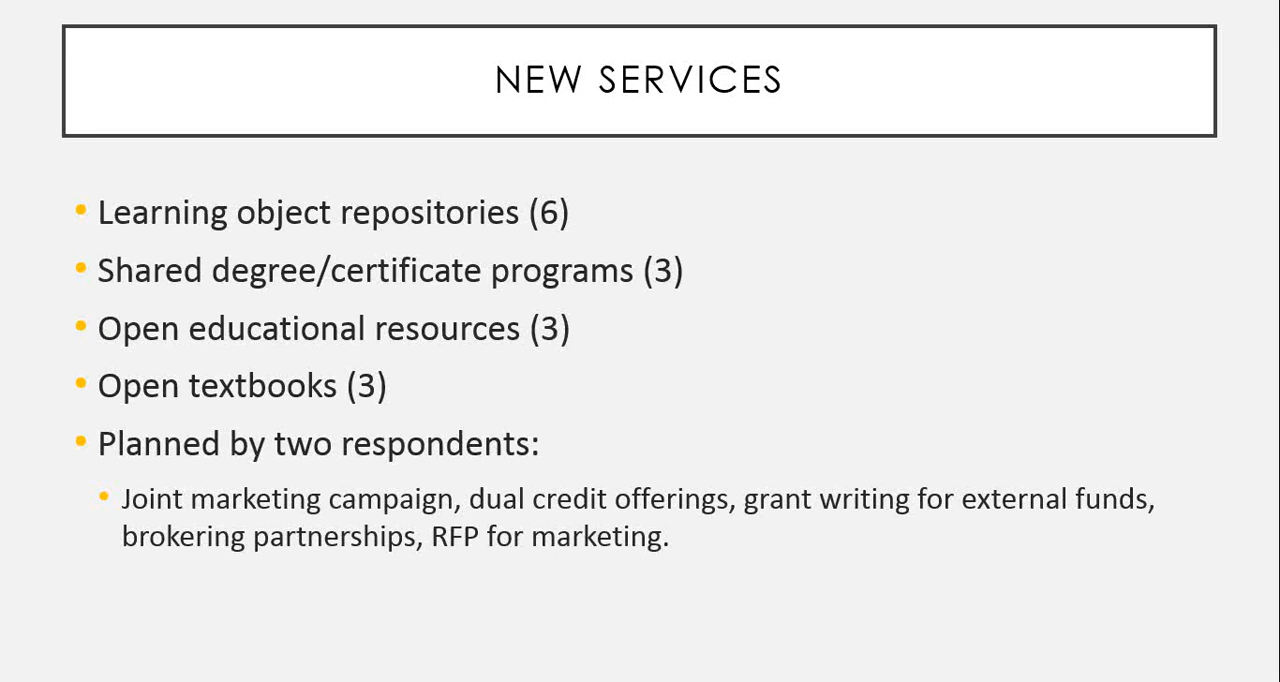 NEW SERVICES
• Learning object repositories (6)
• Shared degree/certificate programs (3)
• Open educational resources (3)
• Open textbooks (3)
• Planned by two respondents:
• Joint marketing campaign, dual credit offerings, grant writing for external funds,
brokering partnerships, RFP for marketing.